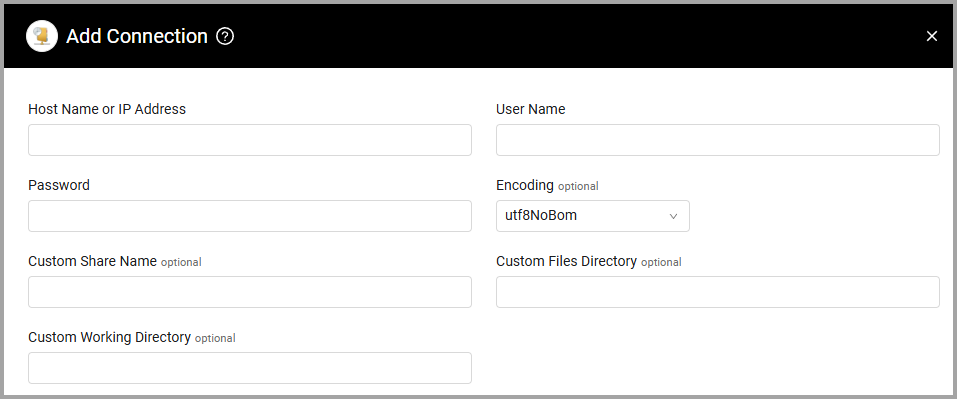 Add Connection ?
Host Name or IP Address
User Name
Password
Encoding optional
utf8NoBom
Custom Share Name optional
Custom Files Directory optional
Custom Working Directory optional